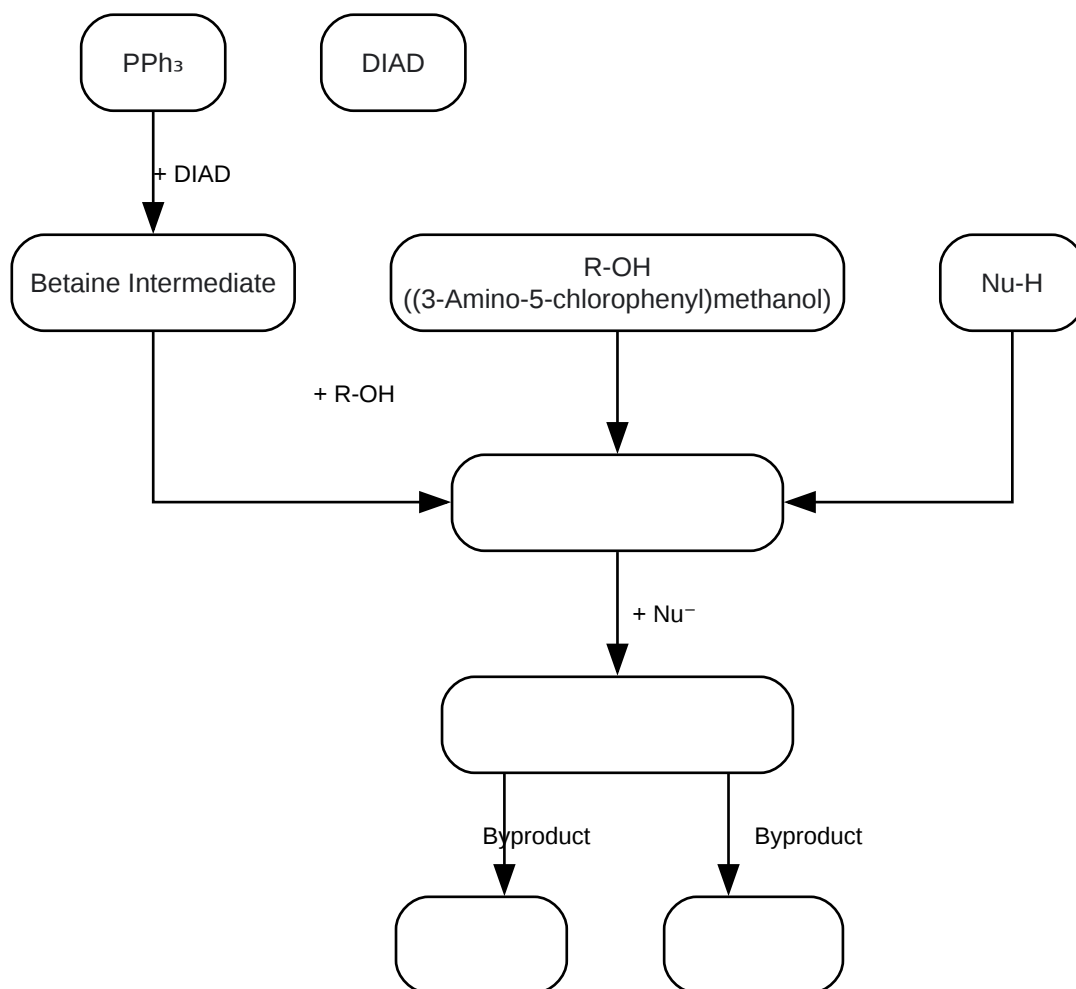 PPh₃
DIAD
+ DIAD
Betaine Intermediate
R-OH
((3-Amino-5-chlorophenyl)methanol)
Nu-H
+ R-OH
+ Nu⁻
Byproduct
Byproduct